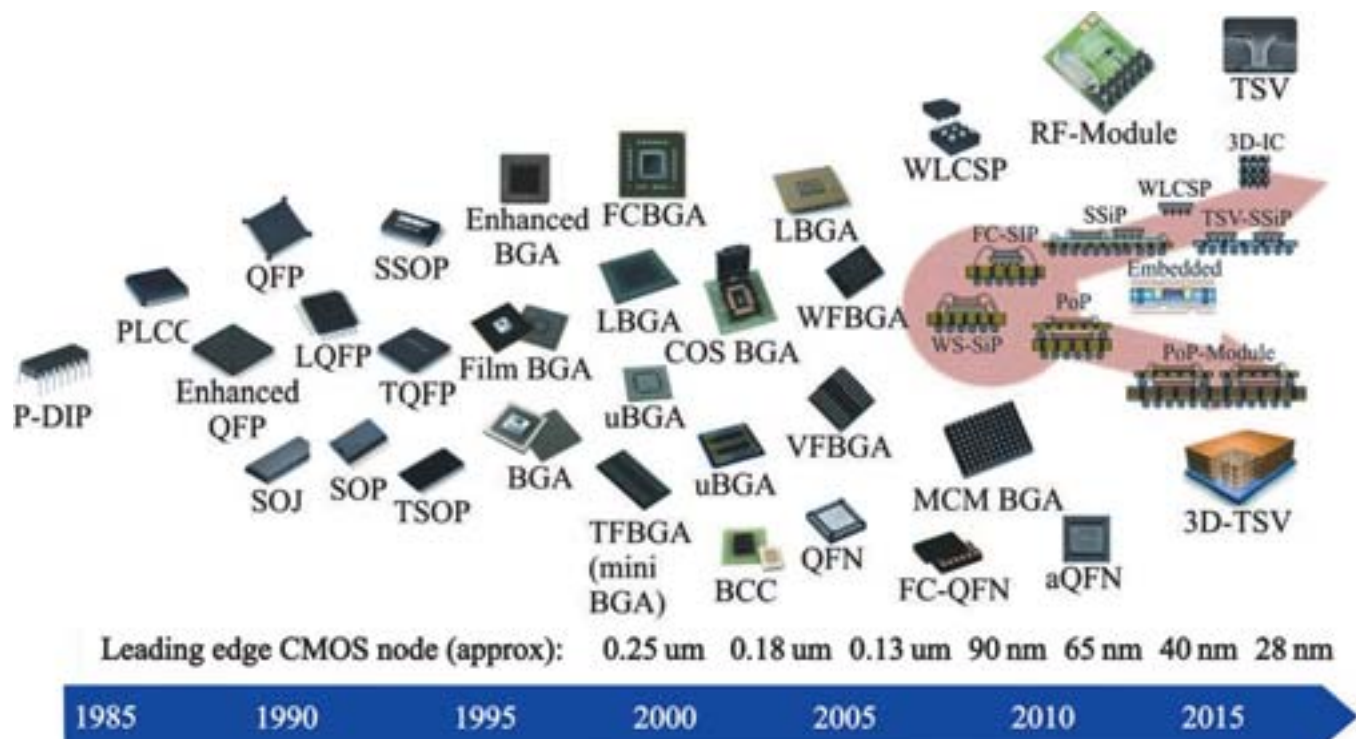 TSV
RF-Module
3D-IC
WLCSP
WLCSP
FCBGA
Enhanced
BGA
LBGA
SSiP
TSV-SSiP
QFP
SSOP
FC-SIP
Embedded
PLCC
LQFP
LBGA
COS BGA
WFBGA
PoP
WS-SiP
PoP-Module
P-DIP
Enhanced
QFP
TQFP
Film BGA
uBGA
VFBGA
SOJ
SOP
TSOP
BGA
uBGA
MCM BGA
3D-TSV
TFBGA
(mini
BGA)
BCC
QFN
FC-QFN
aQFN
Leading edge CMOS node (approx): 0.25 um 0.18 um 0.13 um 90 nm 65 nm 40 nm 28 nm
1985 1990 1995 2000 2005 2010 2015